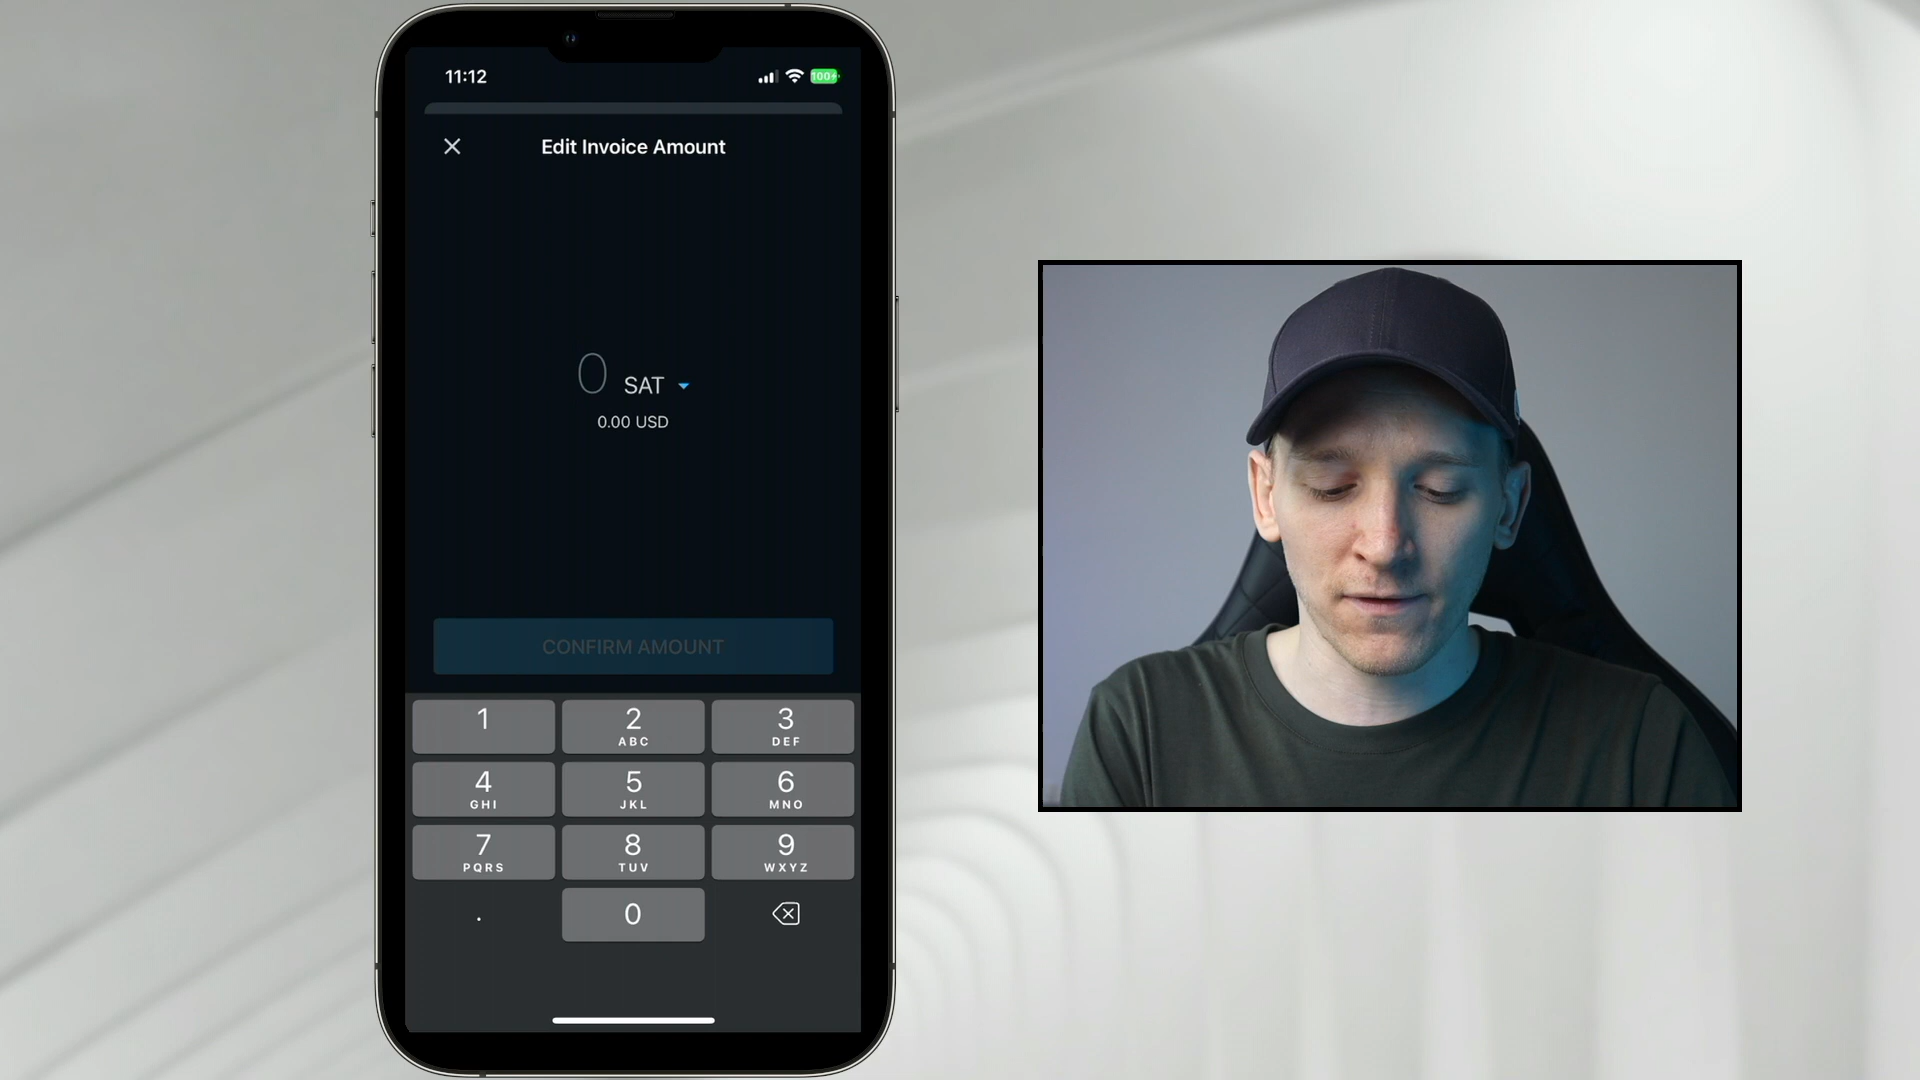 11:12
100
Edit Invoice Amount
0 SAT
0.00 USD
CONFIRM AMOUNT
1
2
ABC
3
DEF
4
GHI
5
JKL
6
MNO
7
PQRS
8
TUV
9
WXYZ
.
0